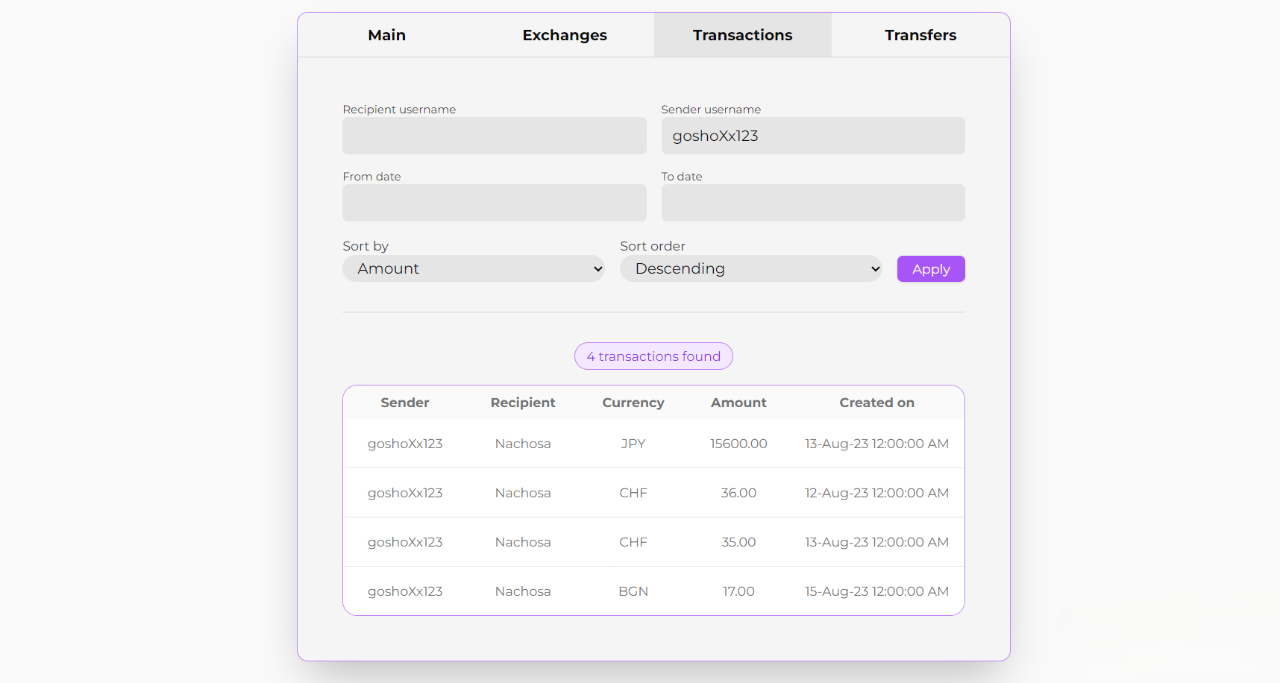 Main Exchanges Transactions Transfers
Recipient username Sender username
goshoXx123
From date To date
Sort by Sort order
Amount Descending Apply
4 transactions found
Sender Recipient Currency Amount Created on
goshoXx123 Nachosa JPY 15600.00 13-Aug-23 12:00:00 AM
goshoXx123 Nachosa CHF 36.00 12-Aug-23 12:00:00 AM
goshoXx123 Nachosa CHF 35.00 13-Aug-23 12:00:00 AM
goshoXx123 Nachosa BGN 17.00 15-Aug-23 12:00:00 AM